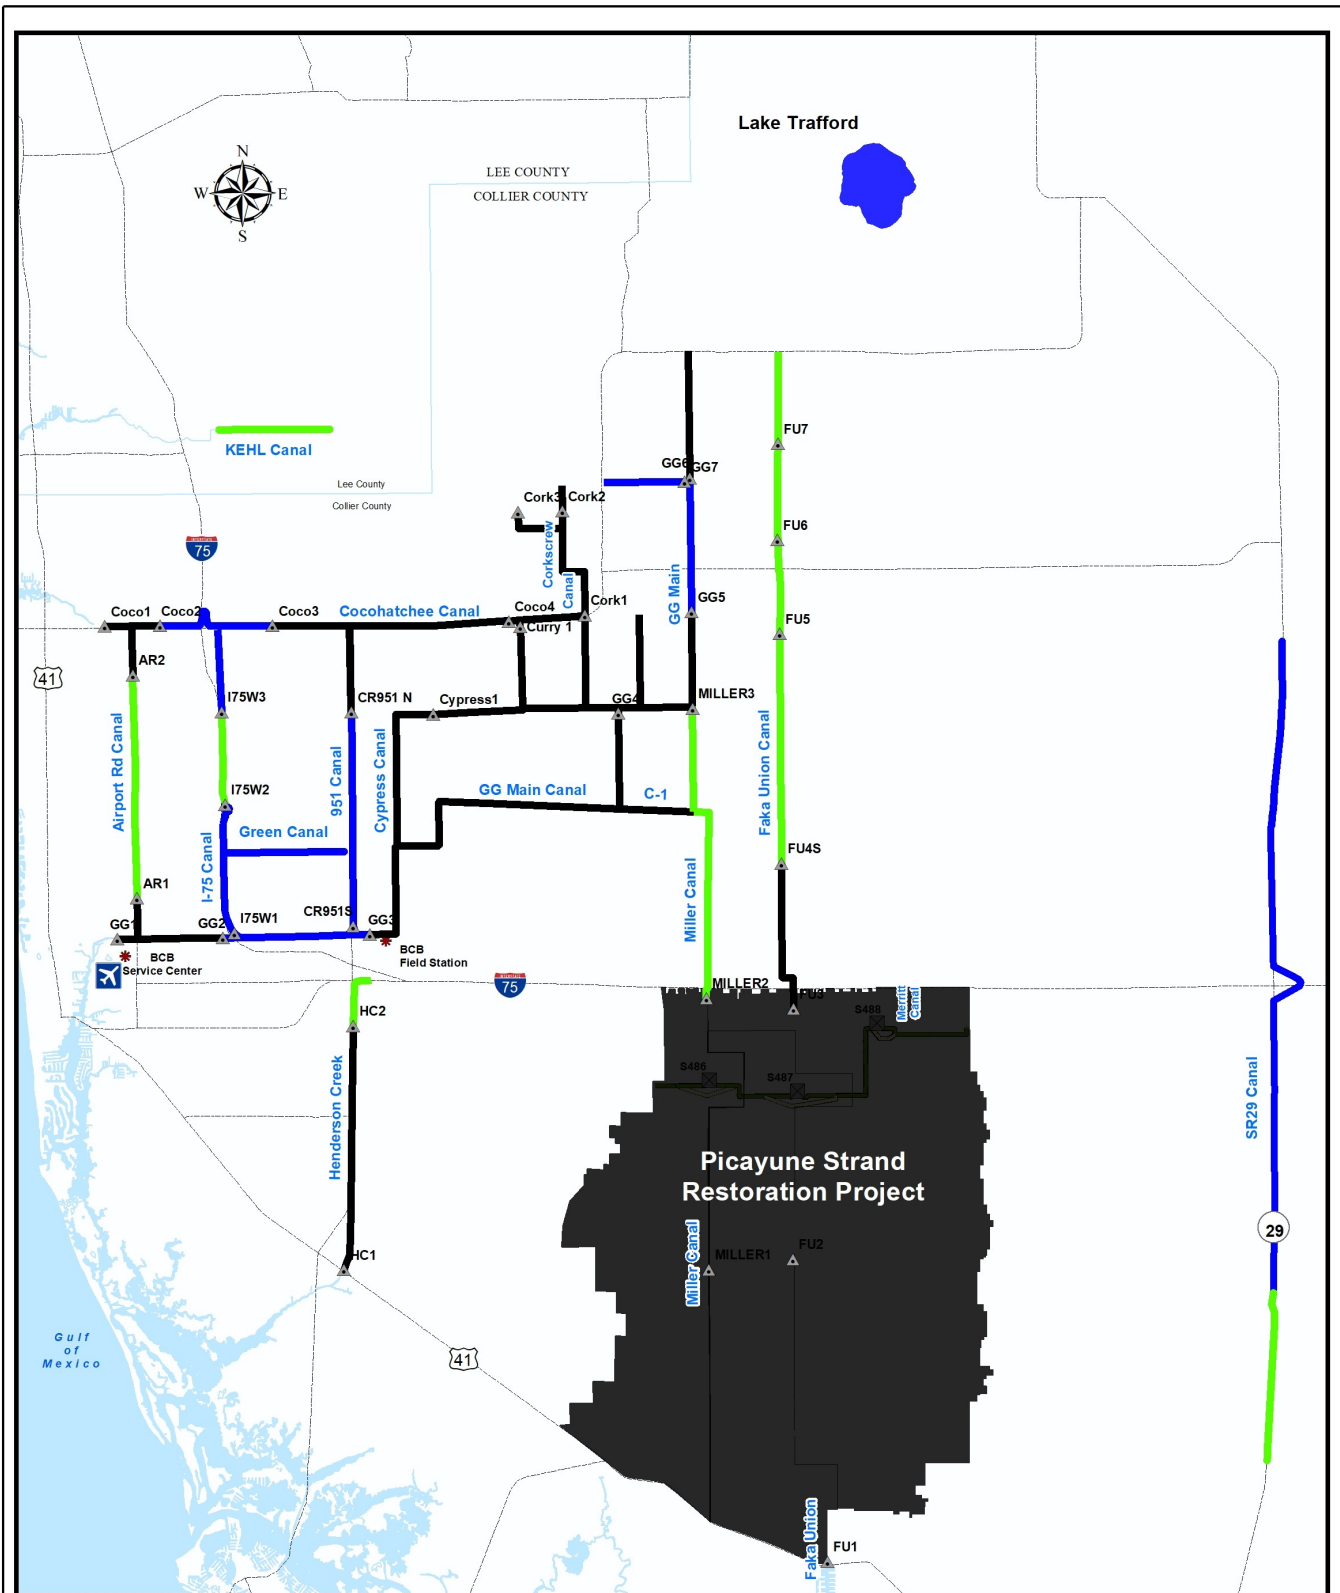 Lake Trafford
N
W
E
S
LEE COUNTY
COLLIER COUNTY
FU7
KEHL Canal
GG6
GG7
Lee County
Collier County
Cork3
Cork2
FU6
75
Corkscrew
Canal
GG Main
Coco1
Coco2
Coco3
Cocohatchee Canal
Coco4
Cork1
GG5
Curry 1
FU5
AR2
41
I75W3
CR951 N
Cypress1
GG4
MILLER3
Airport Rd Canal
951 Canal
Cypress Canal
Faka Union Canal
I75W2
GG Main Canal
C-1
Green Canal
I-75 Canal
FU4S
AR1
Miller Canal
GG1
GG2
I75W1
CR951S
GG3
BCB
Service Center
BCB
Field Station
75
MILLER2
FU3
Merritt
Canal
HC2
S488
S486
S487
Henderson Creek
SR29 Canal
Picayune Strand
Restoration Project
29
Miller Canal
HC1
MILLER1
FU2
Gulf
of
Mexico
41
Faka Union
FU1